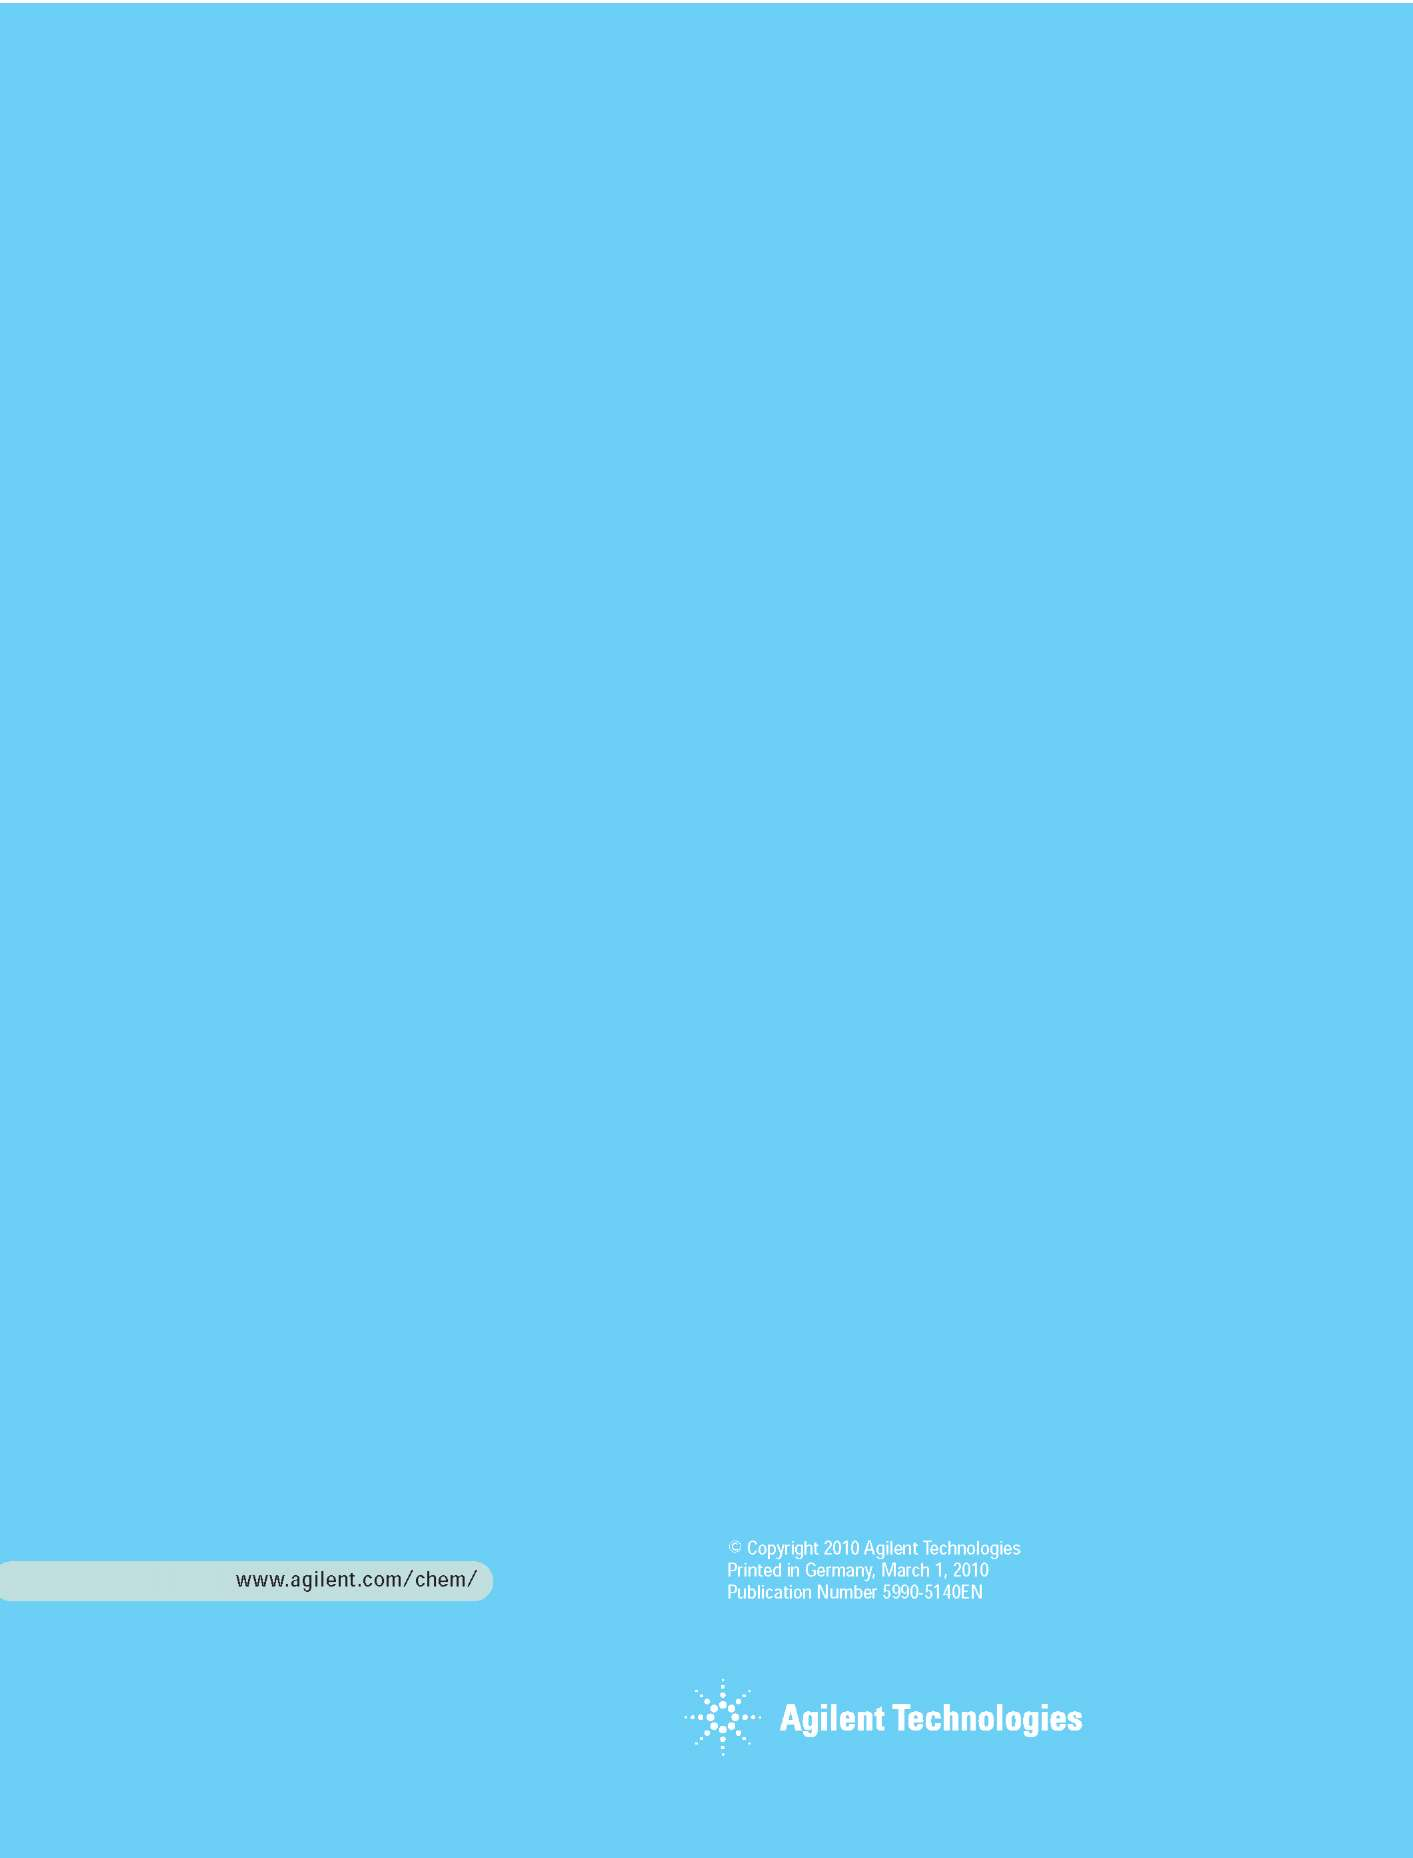 © Copyright 2010 Agilent Technologies
Printed in Germany, March 1, 2010
Publication Number 5990-5140EN
www.agilent.com/chem/
Agilent Technologies